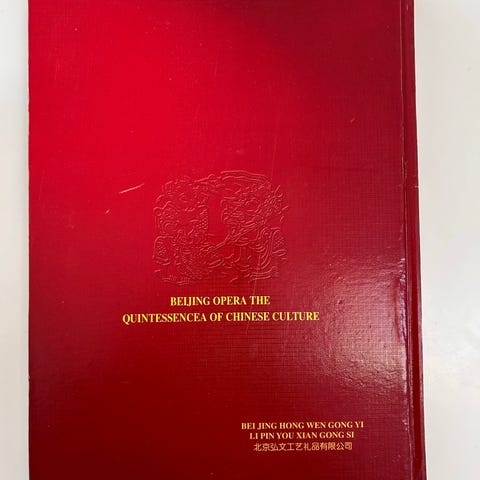 BEIJING OPERA THE
QUINTESSENCEA OF CHINESE CULTURE
BEI JING HONG WEN GONG YI
LI PIN YOU XIAN GONG SI
北京弘文工艺礼品有限公司